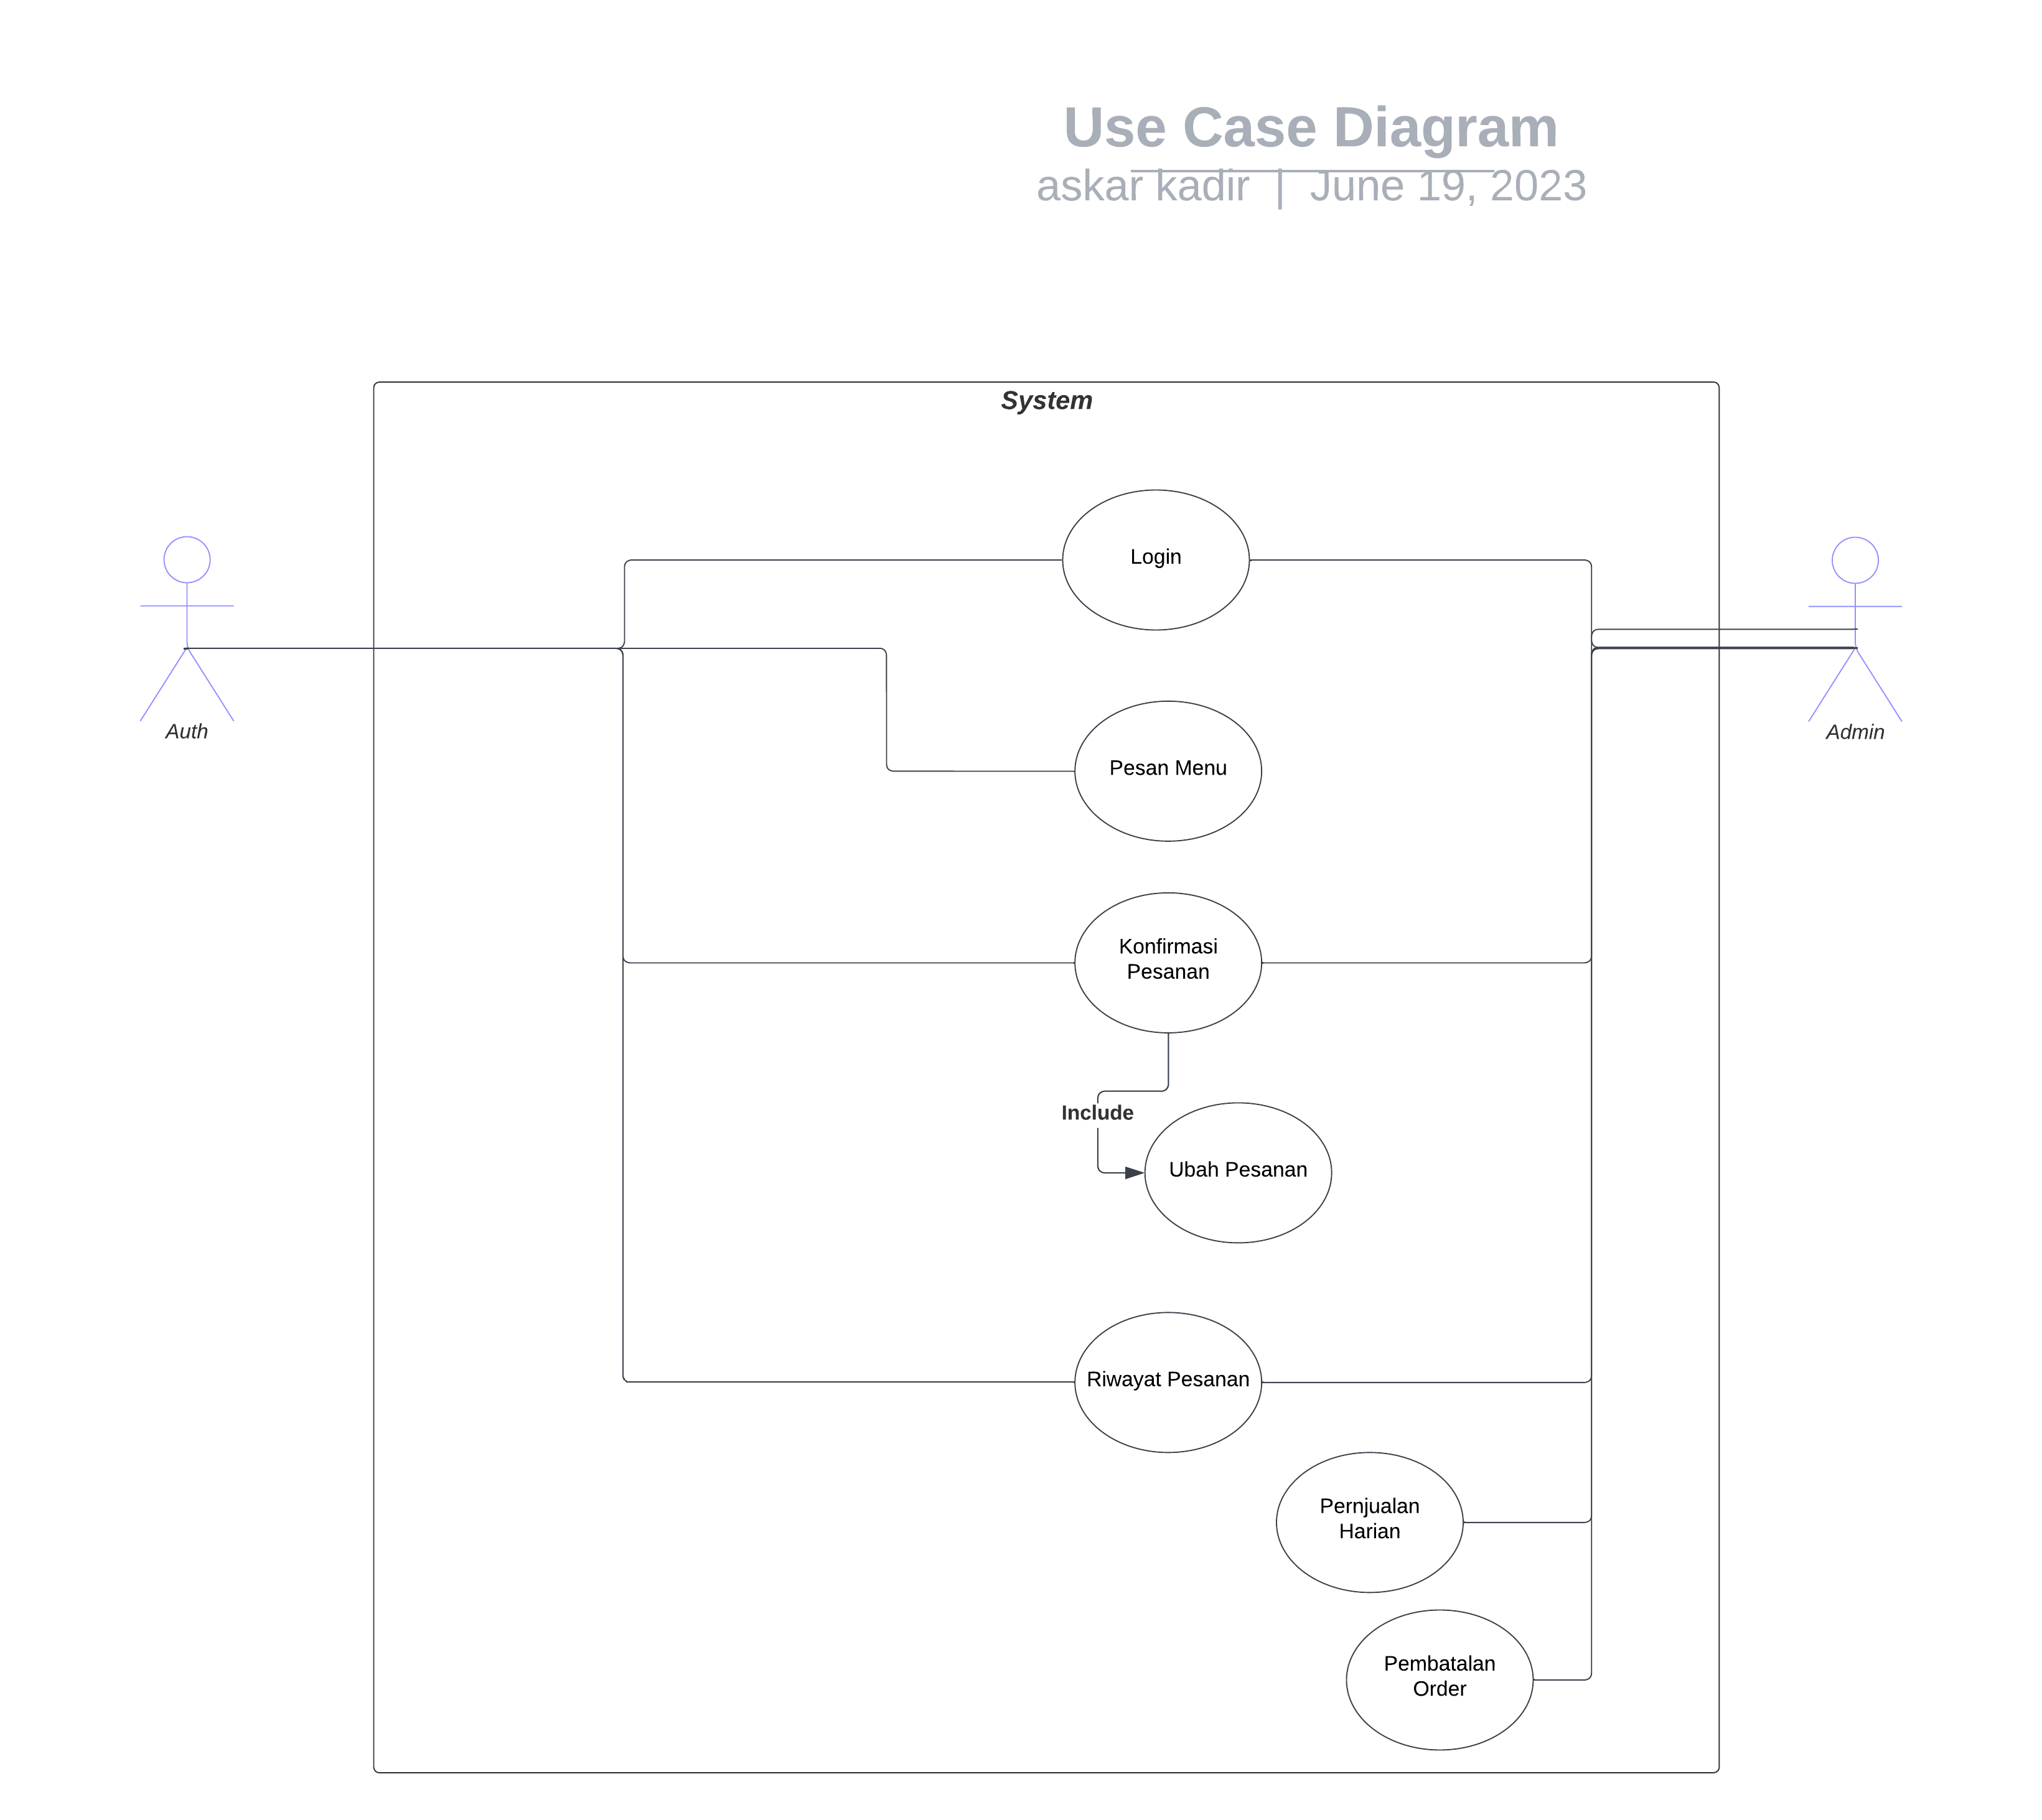 Use Case Diagram
askar kadir | June 19, 2023
System
Login
Auth
Admin
Pesan Menu
Konfirmasi
Pesanan
Include
Ubah Pesanan
Riwayat Pesanan
Pernjualan
Harian
Pembatalan
Order